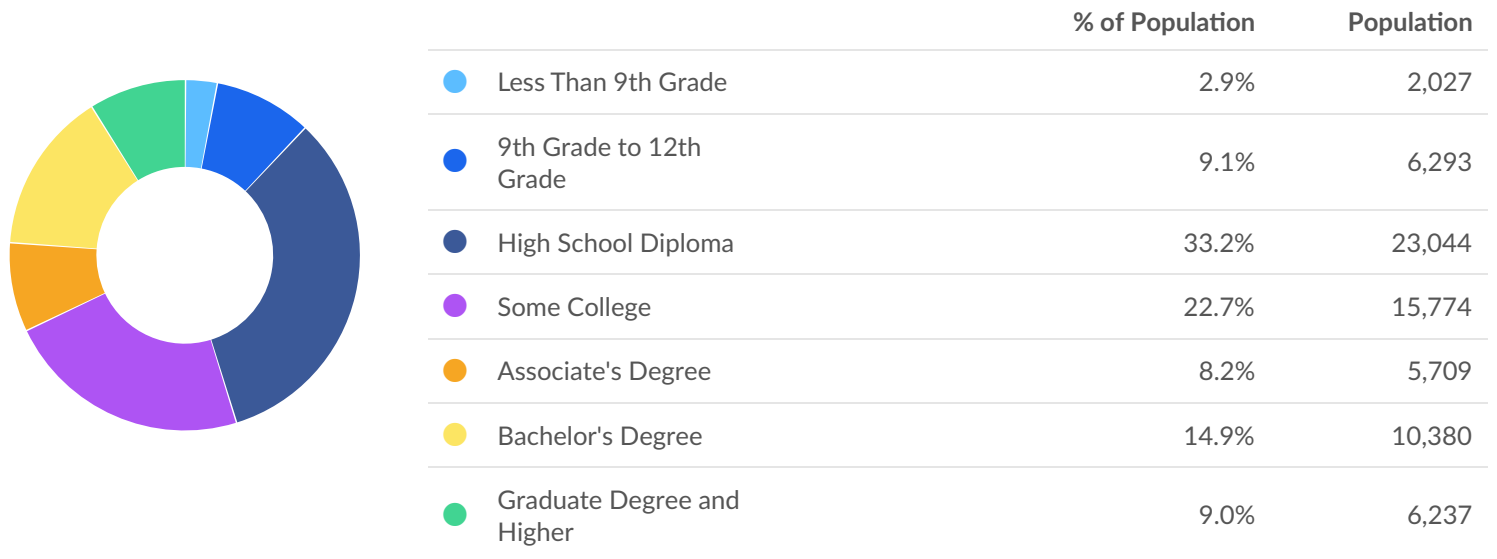 % of Population Population
Less Than 9th Grade 2.9% 2,027
9th Grade to 12th
Grade 9.1% 6,293
High School Diploma 33.2% 23,044
Some College 22.7% 15,774
Associate's Degree 8.2% 5,709
Bachelor's Degree 14.9% 10,380
Graduate Degree and
Higher 9.0% 6,237